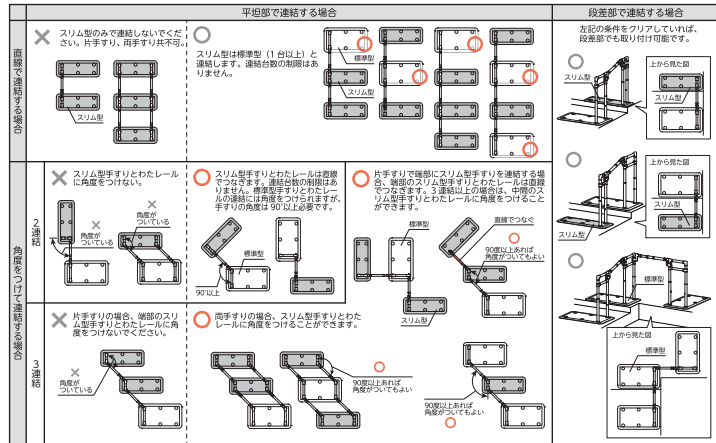 平坦部で連結する場合
段差部で連結する場合
直線で連結する場合
スリム型のみで連結しないでくだ
さい。片手すり、両手すり共不可。
スリム型
スリム型は標準型（1台以上）と
連結します。連結台数の制限はあ
りません。
標準型
スリム型
左記の条件をクリアしていれば、
段差部でも取り付け可能です。
スリム型
上から見た図
スリム型
上から見た図
標準型
上から見た図
標準型
角度をつけて連結する場合
2連結
スリム型手すりとわたレール
に角度をつけない。
角度が
ついている
角度が
ついている
スリム型手すりとわたレールは直線
でつなぎます。連結台数の制限はあ
りません。標準型手すりとわたレー
ルの連結には角度をつけられますが、
手すりの角度は90°以上必要です。
標準型
90°以上
片手すりで端部にスリム型手すりを連結する場
合、端部のスリム型手すりとわたレールは直線
でつなぎます。3連結以上の場合は、中間のス
リム型手すりとわたレールに角度をつけること
ができます。
標準型
直線でつなぐ
90度以上あれば
角度がついてもよい
スリム型
3連結
片手すりの場合、端部のスリ
ム型手すりとわたレールに角
度をつけないでください。
角度が
ついている
両手すりの場合、スリム型手すりとわた
レールに角度をつけることができます。
90度以上あれば
角度がついてもよい
90度以上あれば
角度がついてもよい